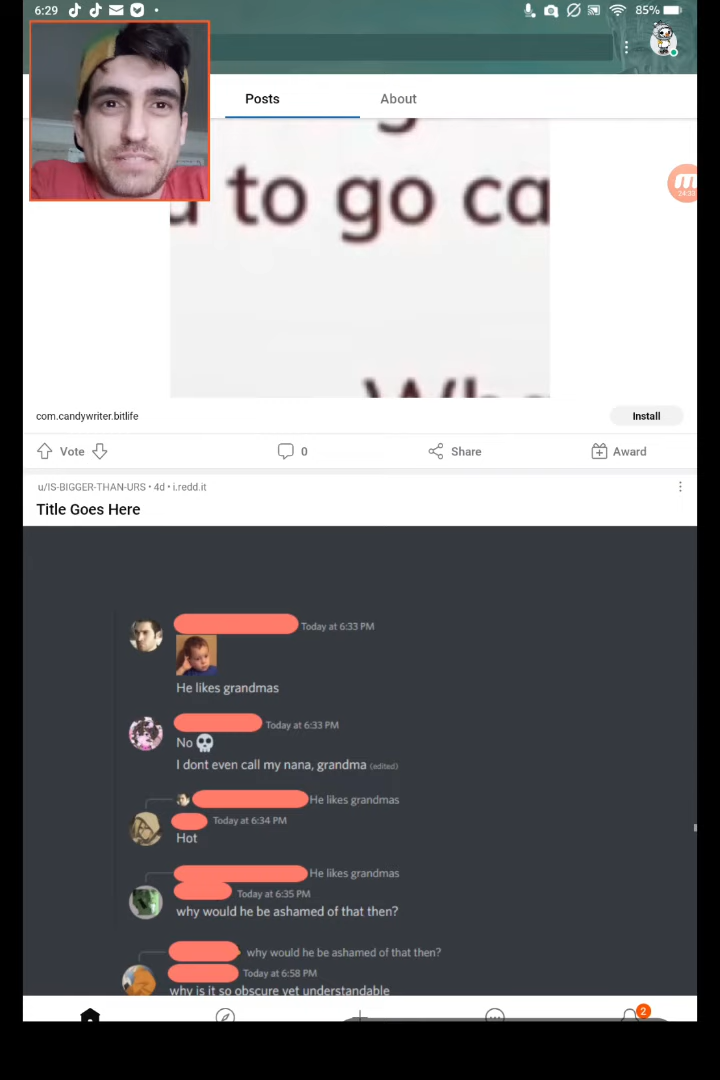 6:29
85%
Posts
About
to go ca
24:33
com.candywriter.bitlife
Install
Vote
0
Share
Award
u/IS-BIGGER-THAN-URS • 4d • i.redd.it
Title Goes Here
Today at 6:33 PM
He likes grandmas
Today at 6:33 PM
No 💀
I dont even call my nana, grandma (edited)
He likes grandmas
Today at 6:34 PM
Hot
He likes grandmas
Today at 6:35 PM
why would he be ashamed of that then?
why would he be ashamed of that then?
Today at 6:58 PM
why is it so obscure yet understandable
2